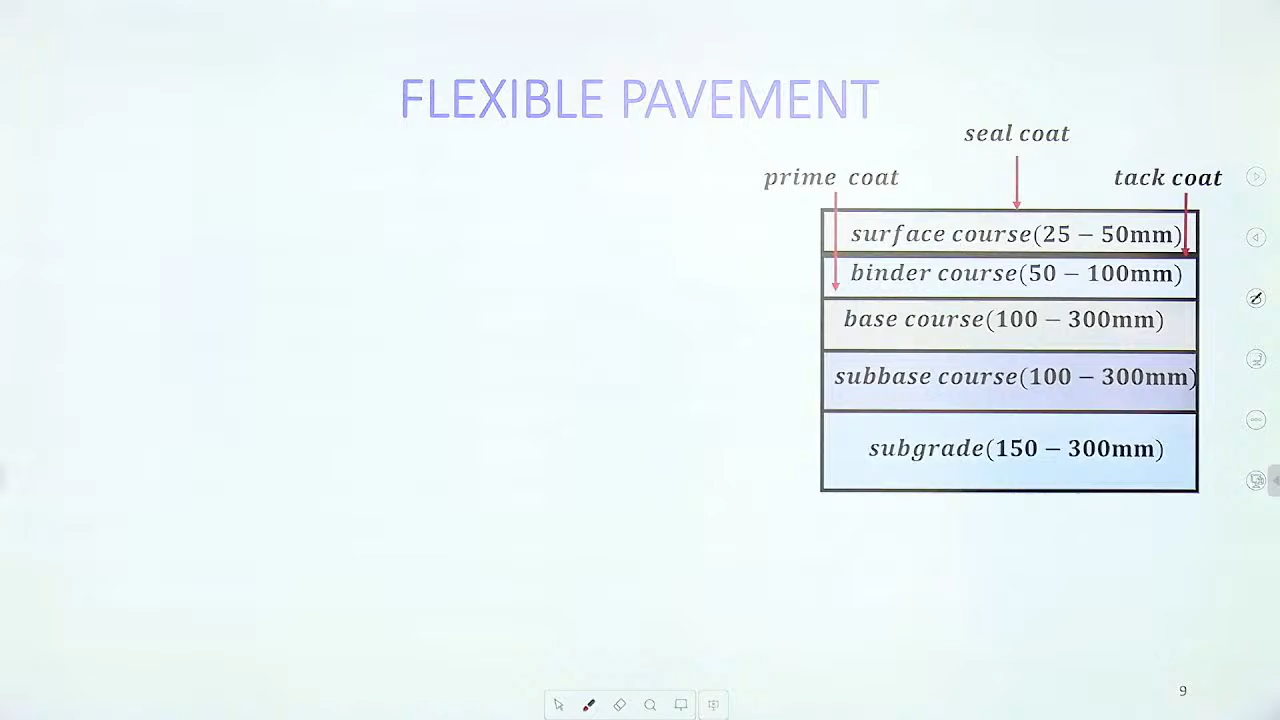 FLEXIBLE PAVEMENT
seal coat
prime coat
tack coat
surface course(25 − 50mm)
binder course(50 − 100mm)
base course(100 − 300mm)
subbase course(100 − 300mm)
subgrade(150 − 300mm)
9